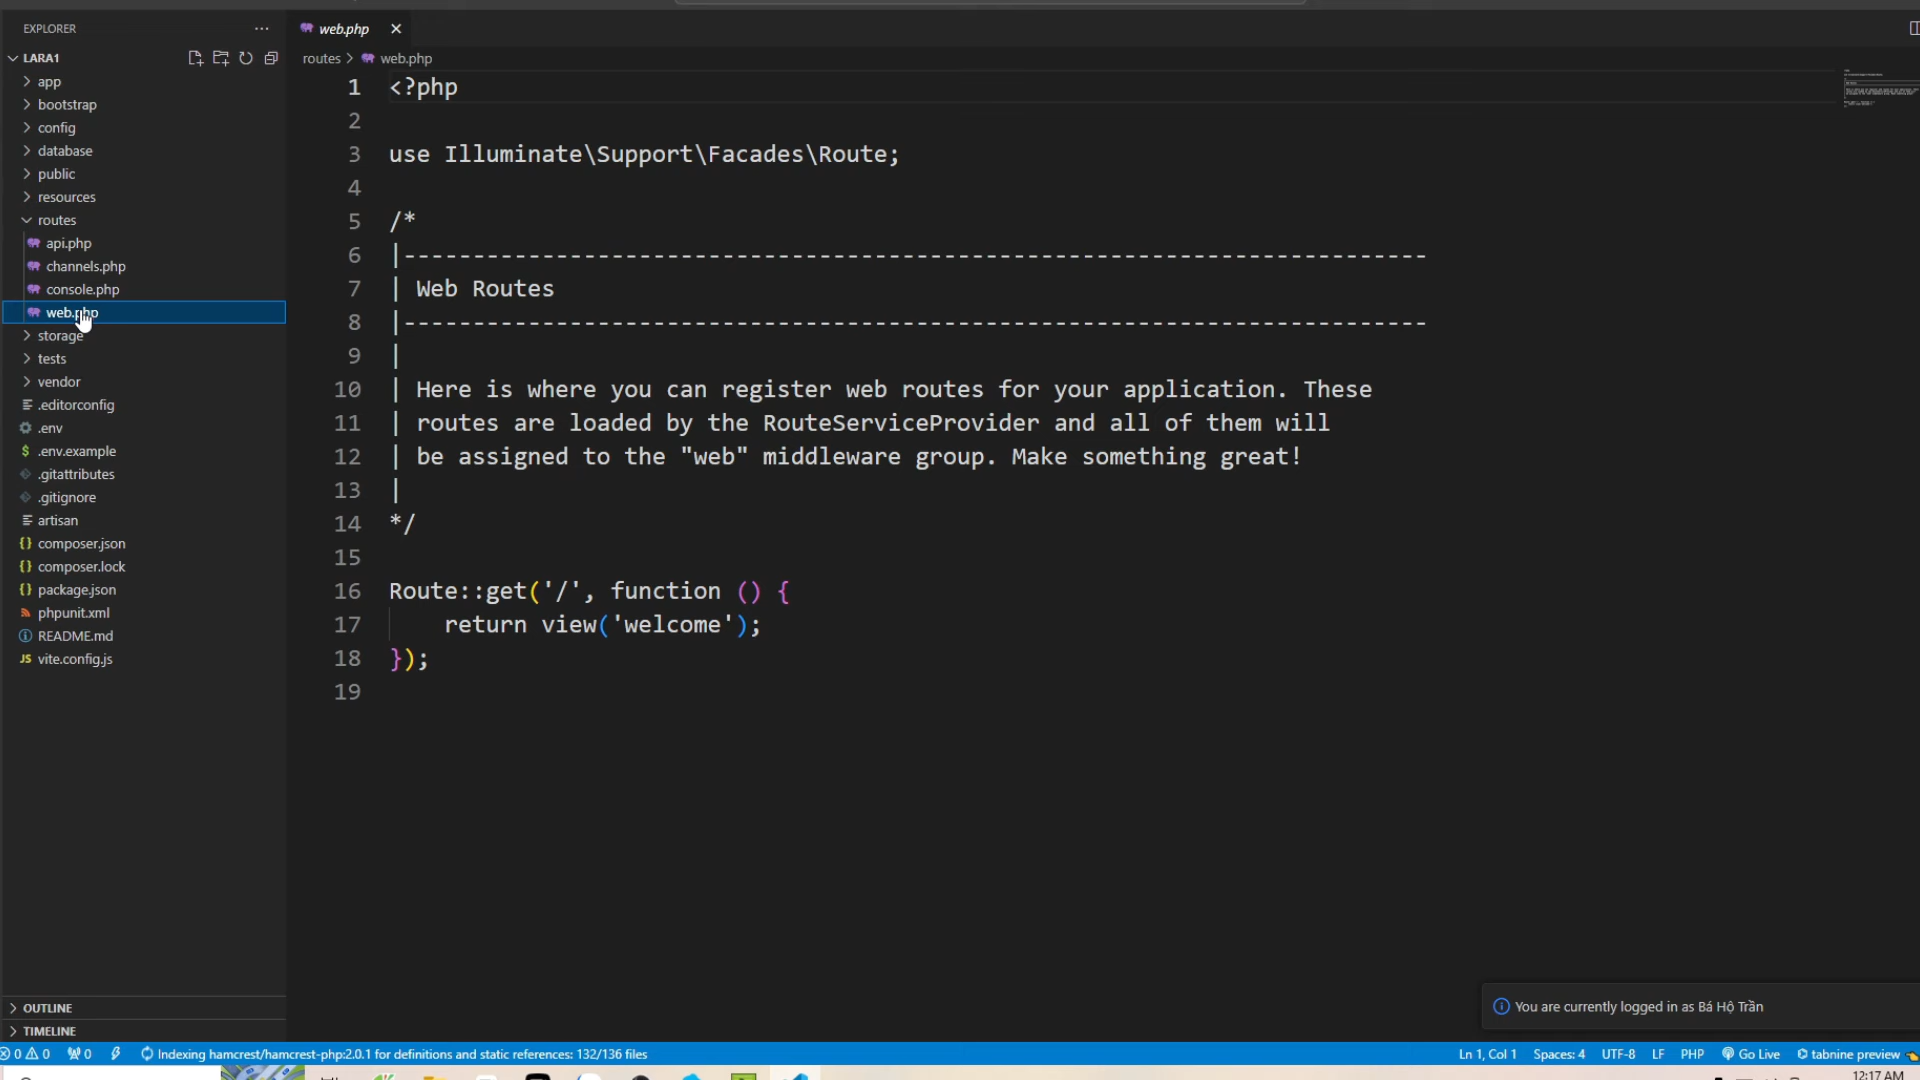 EXPLORER
···
LARA1
app
bootstrap
config
database
public
resources
routes
api.php
channels.php
console.php
web.php
storage
tests
vendor
.editorconfig
.env
$ .env.example
.gitattributes
.gitignore
artisan
{} composer.json
{} composer.lock
{} package.json
phpunit.xml
README.md
JS vite.config.js
OUTLINE
TIMELINE
web.php
routes > web.php
1 <?php
2
3 use Illuminate\Support\Facades\Route;
4
5 /*
6 |--------------------------------------------------------------------------
7 | Web Routes
8 |--------------------------------------------------------------------------
9 |
10 | Here is where you can register web routes for your application. These
11 | routes are loaded by the RouteServiceProvider and all of them will
12 | be assigned to the "web" middleware group. Make something great!
13 |
14 */
15
16 Route::get('/', function () {
17     return view('welcome');
18 });
19
You are currently logged in as Bá Hộ Trần
0 0 0 Indexing hamcrest/hamcrest-php:2.0.1 for definitions and static references: 132/136 files Ln 1, Col 1 Spaces: 4 UTF-8 LF PHP Go Live tabnine preview
12:17 AM